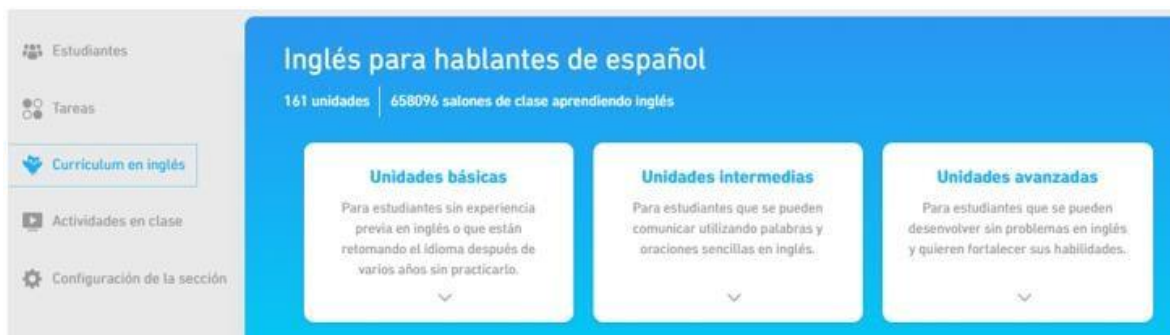 Estudiantes
Tareas
Currículum en inglés
Actividades en clase
Configuración de la sección
Inglés para hablantes de español
161 unidades | 658096 salones de clase aprendiendo inglés
Unidades básicas
Para estudiantes sin experiencia
previa en inglés o que están
retomando el idioma después de
varios años sin practicarlo.
Unidades intermedias
Para estudiantes que se pueden
comunicar utilizando palabras y
oraciones sencillas en inglés.
Unidades avanzadas
Para estudiantes que se pueden
desenvolver sin problemas en inglés
y quieren fortalecer sus habilidades.